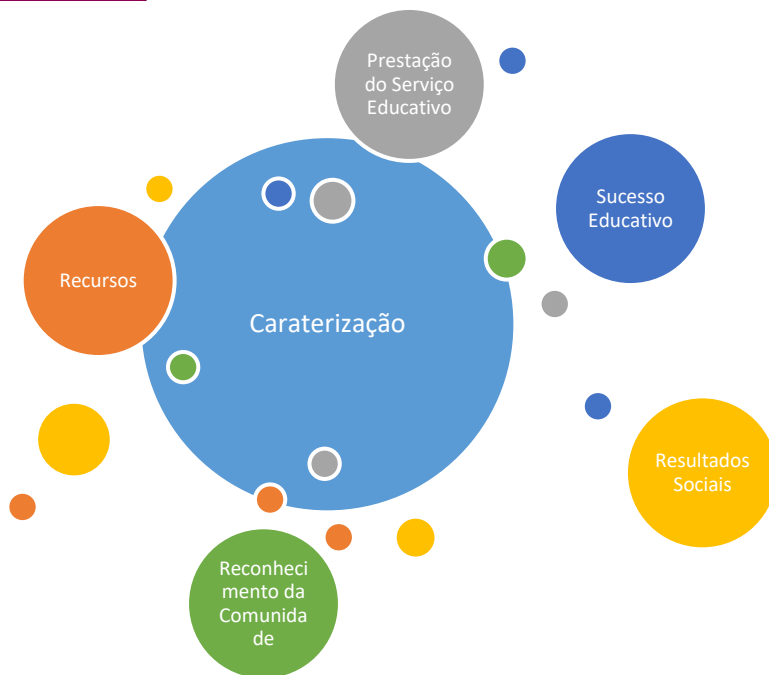 Prestação
do Serviço
Educativo
Sucesso
Educativo
Recursos
Caraterização
Resultados
Sociais
Reconheci
mento da
Comunida
de